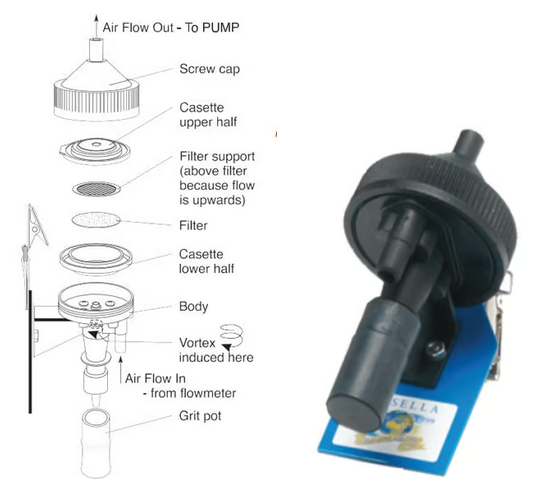 Air Flow Out - To PUMP
Screw cap
Casette
upper half
Filter support
(above filter
because flow
is upwards)
Filter
Casette
lower half
Body
Vortex
induced here
Air Flow In
- from flowmeter
Grit pot
SELLA